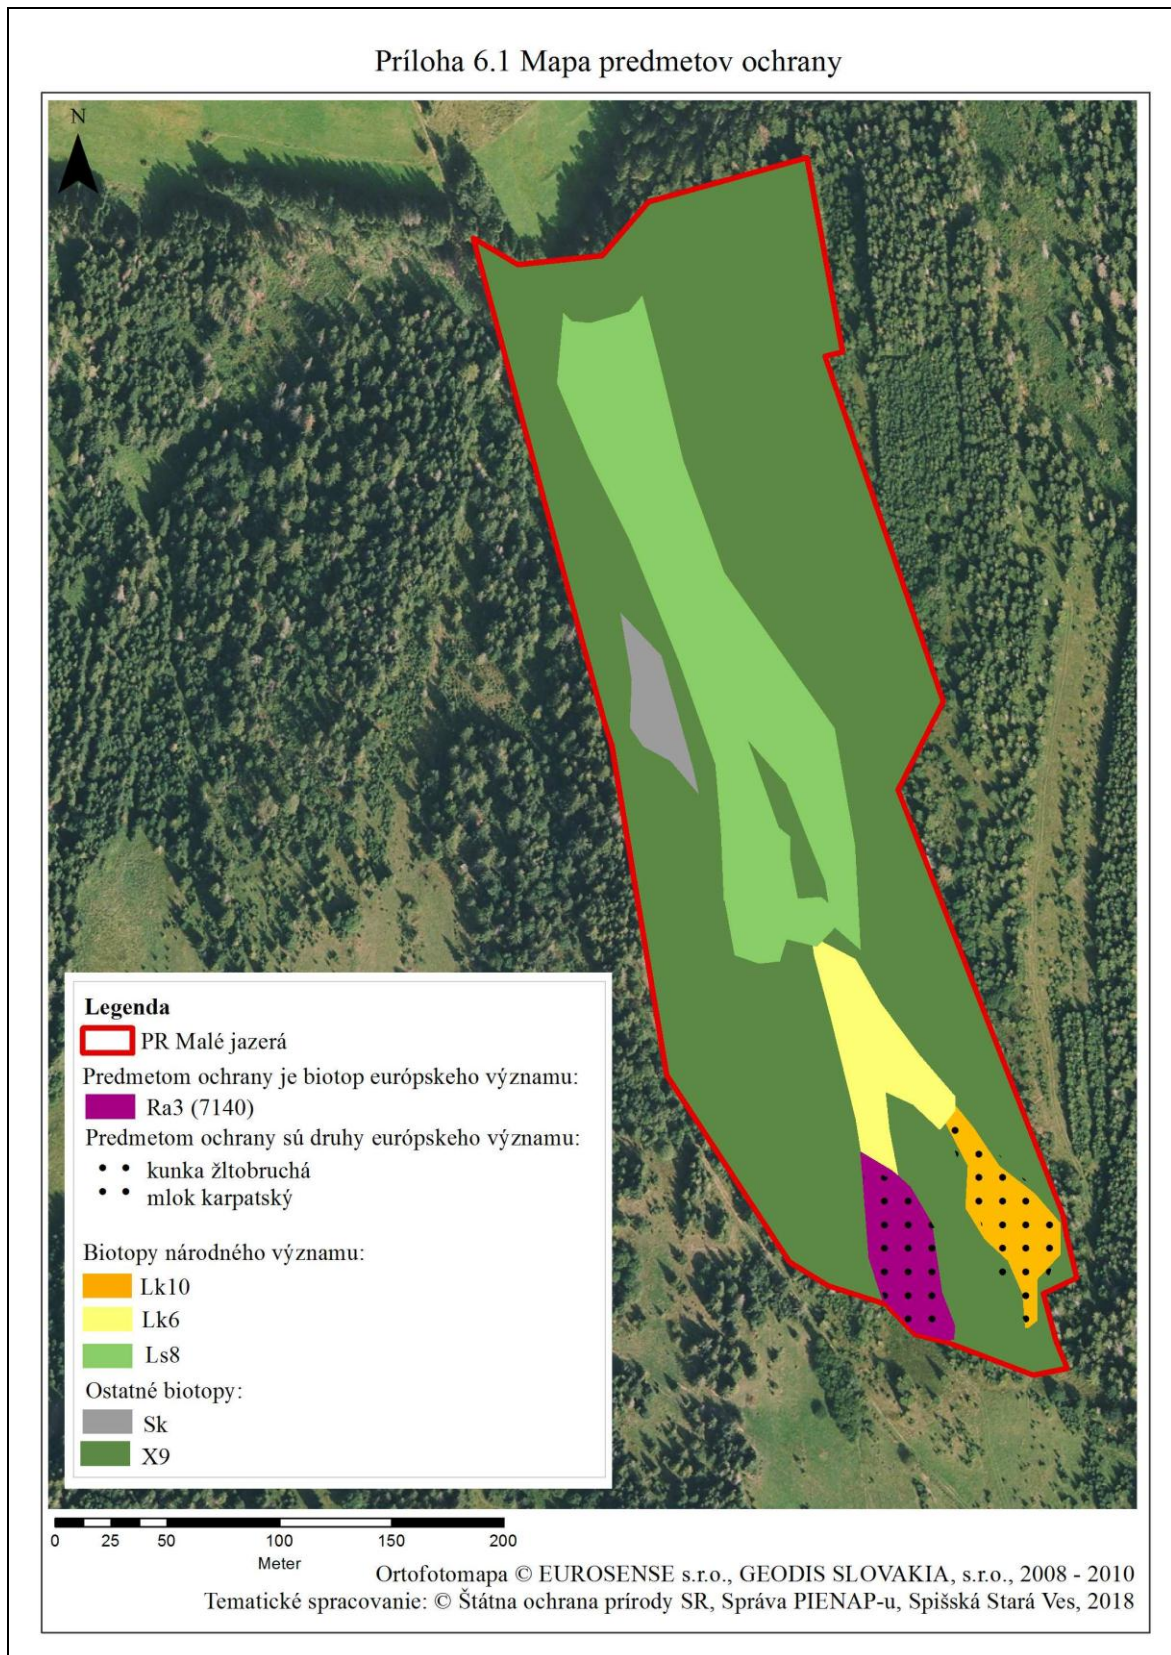 Príloha 6.1 Mapa predmetov ochrany
N
Legenda
PR Malé jazerá
Predmetom ochrany je biotop európskeho významu:
Ra3 (7140)
Predmetom ochrany sú druhy európskeho významu:
kunka žltobruchá
mlok karpatský
Biotopy národného významu:
Lk10
Lk6
Ls8
Ostatné biotopy:
Sk
X9
0 25 50 100 150 200
Meter
Ortofotomapa © EUROSENSE s.r.o., GEODIS SLOVAKIA, s.r.o., 2008 - 2010
Tematické spracovanie: © Štátna ochrana prírody SR, Správa PIENAP-u, Spišská Stará Ves, 2018